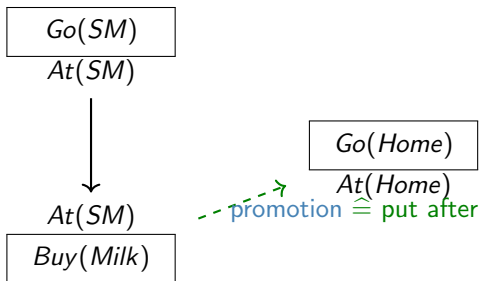 Go(SM)
At(SM)
Go(Home)
At(Home)
At(SM)
promotion ≙ put after
Buy(Milk)